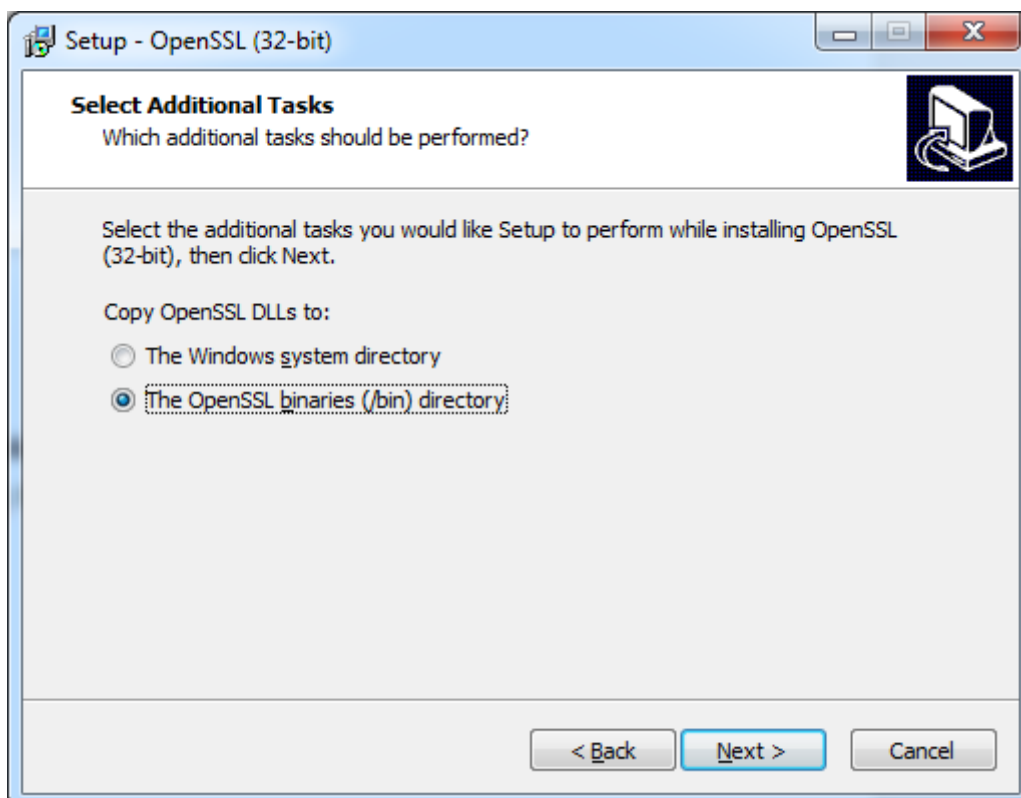 Setup - OpenSSL (32-bit)
Select Additional Tasks
Which additional tasks should be performed?
Select the additional tasks you would like Setup to perform while installing OpenSSL
(32-bit), then click Next.
Copy OpenSSL DLLs to:
The Windows system directory
The OpenSSL binaries (/bin) directory
< Back
Next >
Cancel